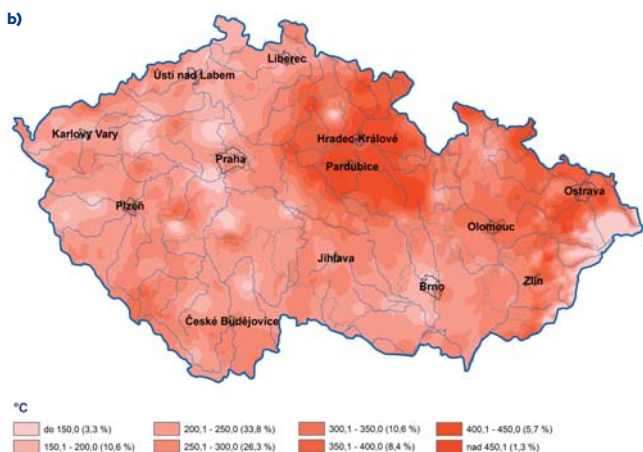 b)
Liberec
Ústí nad Labem
Karlovy Vary
Hradec-Králové
Praha
Pardubice
Ostrava
Plzeň
Olomouc
Jihlava
Zlín
Brno
České Budějovice
°C
do 150,0 (3,3 %) 200,1 - 250,0 (33,8 %) 300,1 - 350,0 (10,6 %) 400,1 - 450,0 (5,7 %)
150,1 - 200,0 (10,6 %) 250,1 - 300,0 (26,3 %) 350,1 - 400,0 (8,4 %) nad 450,1 (1,3 %)